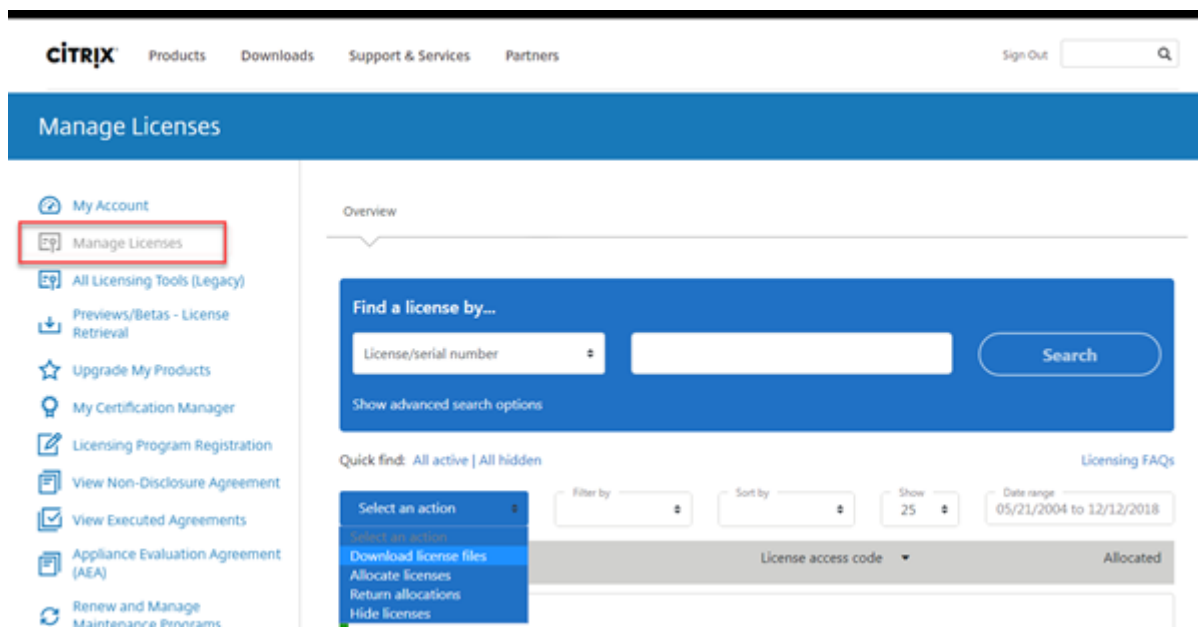 CİTRIX Products Downloads Support & Services Partners Sign Out
Manage Licenses
My Account
Manage Licenses
All Licensing Tools (Legacy)
Previews/Betas - License
Retrieval
Upgrade My Products
My Certification Manager
Licensing Program Registration
View Non-Disclosure Agreement
View Executed Agreements
Appliance Evaluation Agreement
(AEA)
Renew and Manage
Maintenance Programs
Overview
Find a license by...
License/serial number
Search
Show advanced search options
Quick find: All active | All hidden
Licensing FAQs
Select an action
Filter by
Sort by
Show
25
Date range
05/21/2004 to 12/12/2018
Select an action
Download license files
Allocate licenses
Return allocations
Hide licenses
License access code
Allocated